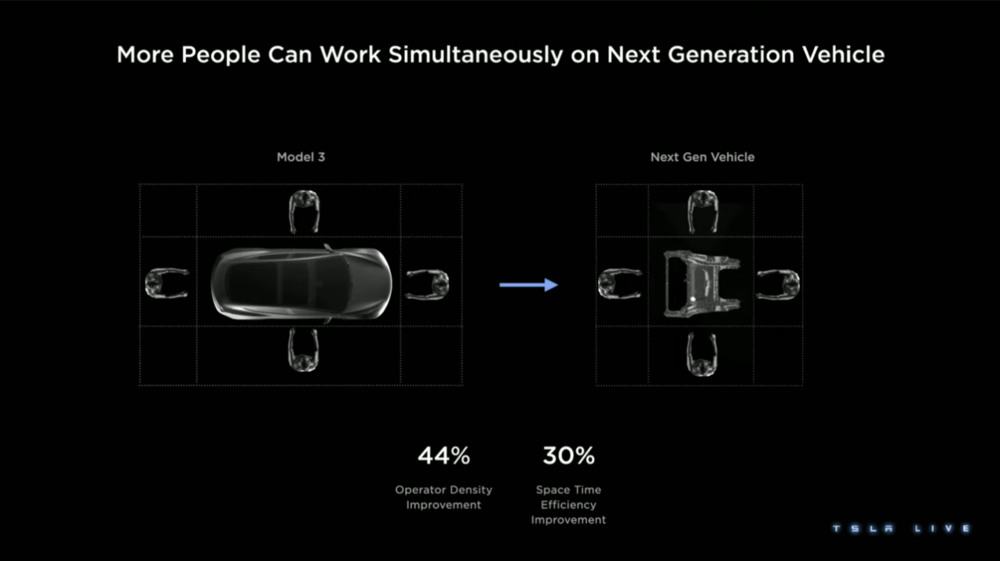 More People Can Work Simultaneously on Next Generation Vehicle
Model 3
Next Gen Vehicle
44%
Operator Density
Improvement
30%
Space Time
Efficiency
Improvement
TSLA LIVE